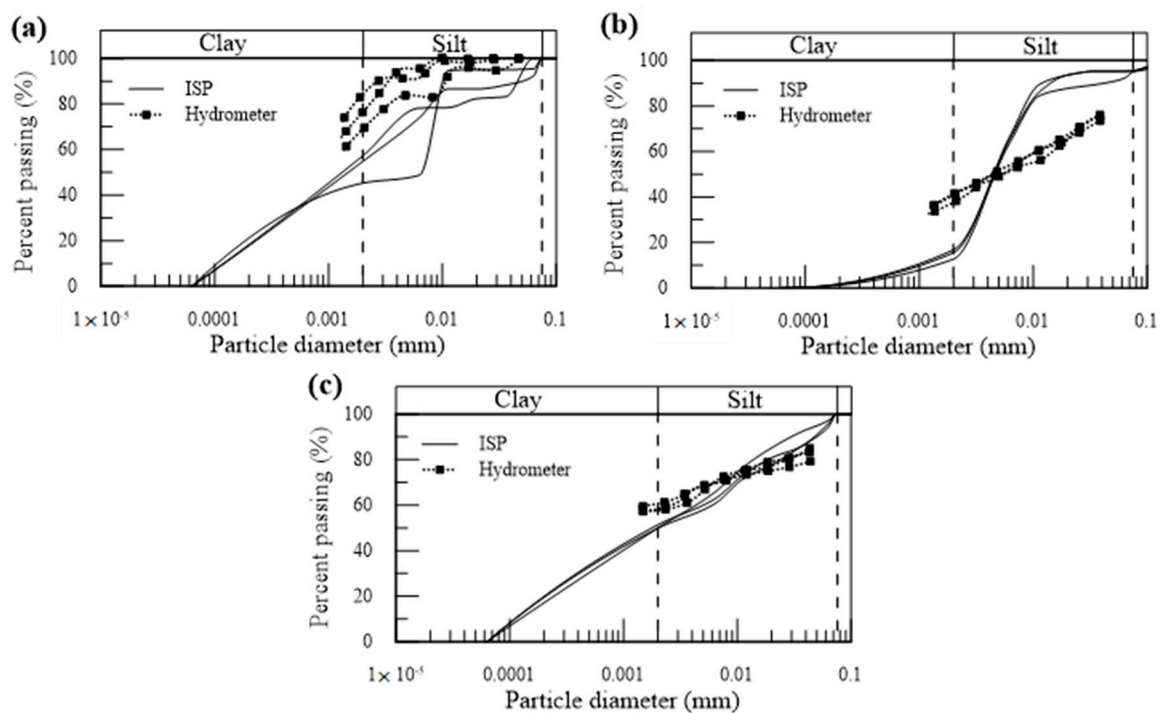 (a)
Clay Silt
100
80
60
40
20
0
Percent passing (%)
ISP
Hydrometer
1×10-5 0.0001 0.001 0.01 0.1
Particle diameter (mm)
(b)
Clay Silt
100
80
60
40
20
0
Percent passing (%)
ISP
Hydrometer
1×10-5 0.0001 0.001 0.01 0.1
Particle diameter (mm)
(c)
Clay Silt
100
80
60
40
20
0
Percent passing (%)
ISP
Hydrometer
1×10-5 0.0001 0.001 0.01 0.1
Particle diameter (mm)